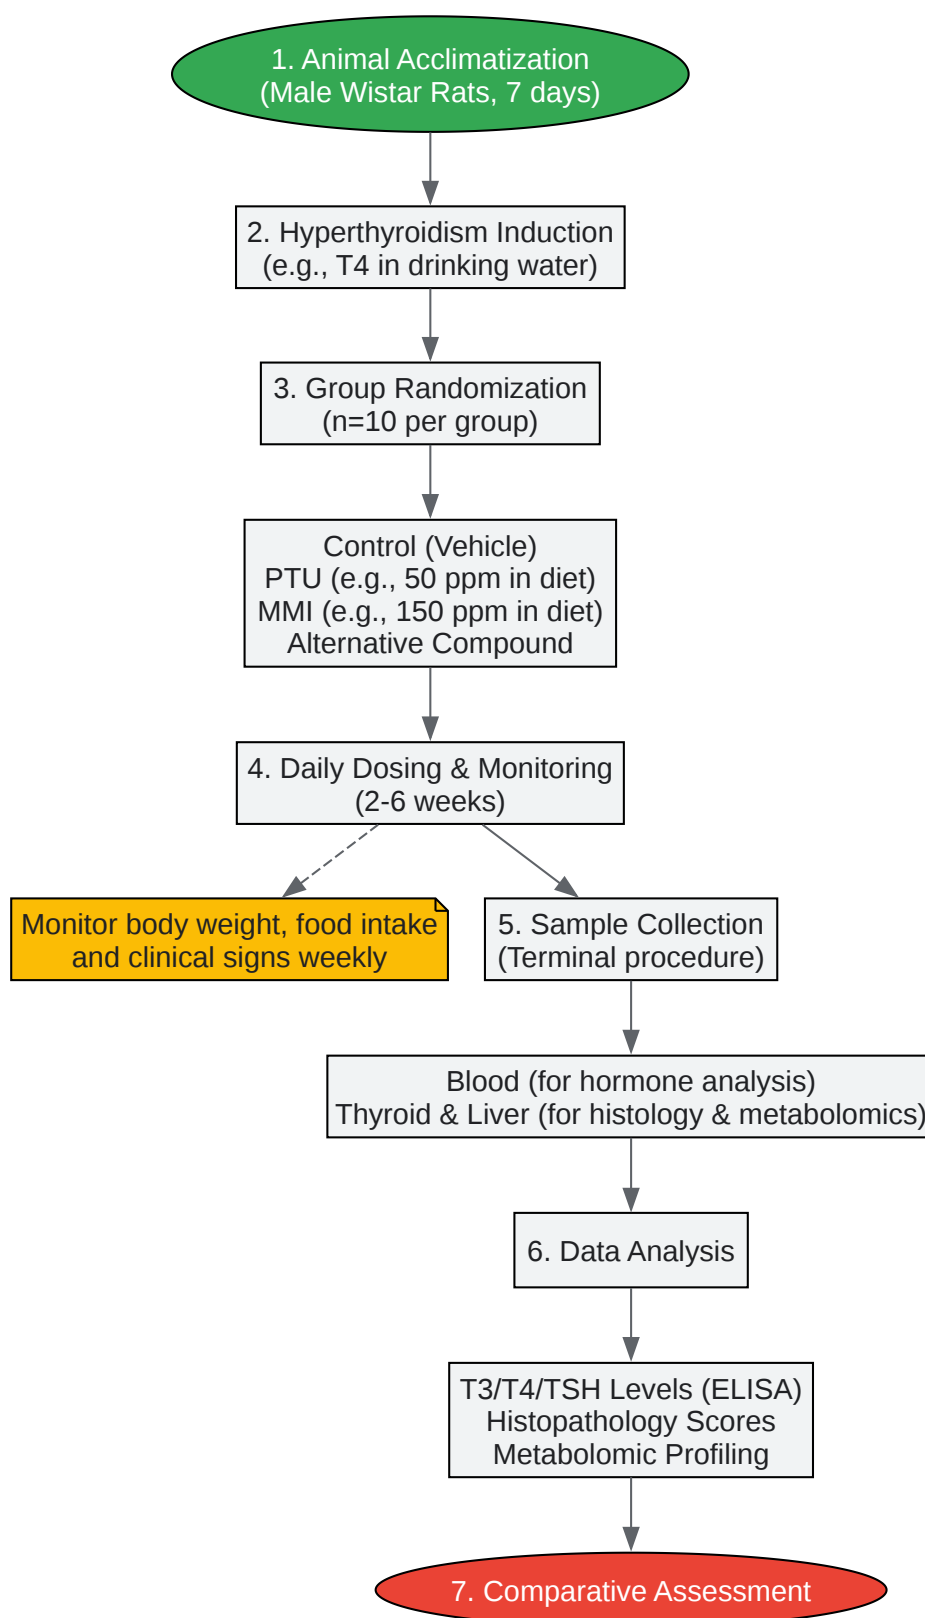 1. Animal Acclimatization
(Male Wistar Rats, 7 days)
2. Hyperthyroidism Induction
(e.g., T4 in drinking water)
3. Group Randomization
(n=10 per group)
Control (Vehicle)
PTU (e.g., 50 ppm in diet)
MMI (e.g., 150 ppm in diet)
Alternative Compound
4. Daily Dosing & Monitoring
(2-6 weeks)
Monitor body weight, food intake
and clinical signs weekly
5. Sample Collection
(Terminal procedure)
Blood (for hormone analysis)
Thyroid & Liver (for histology & metabolomics)
6. Data Analysis
T3/T4/TSH Levels (ELISA)
Histopathology Scores
Metabolomic Profiling
7. Comparative Assessment